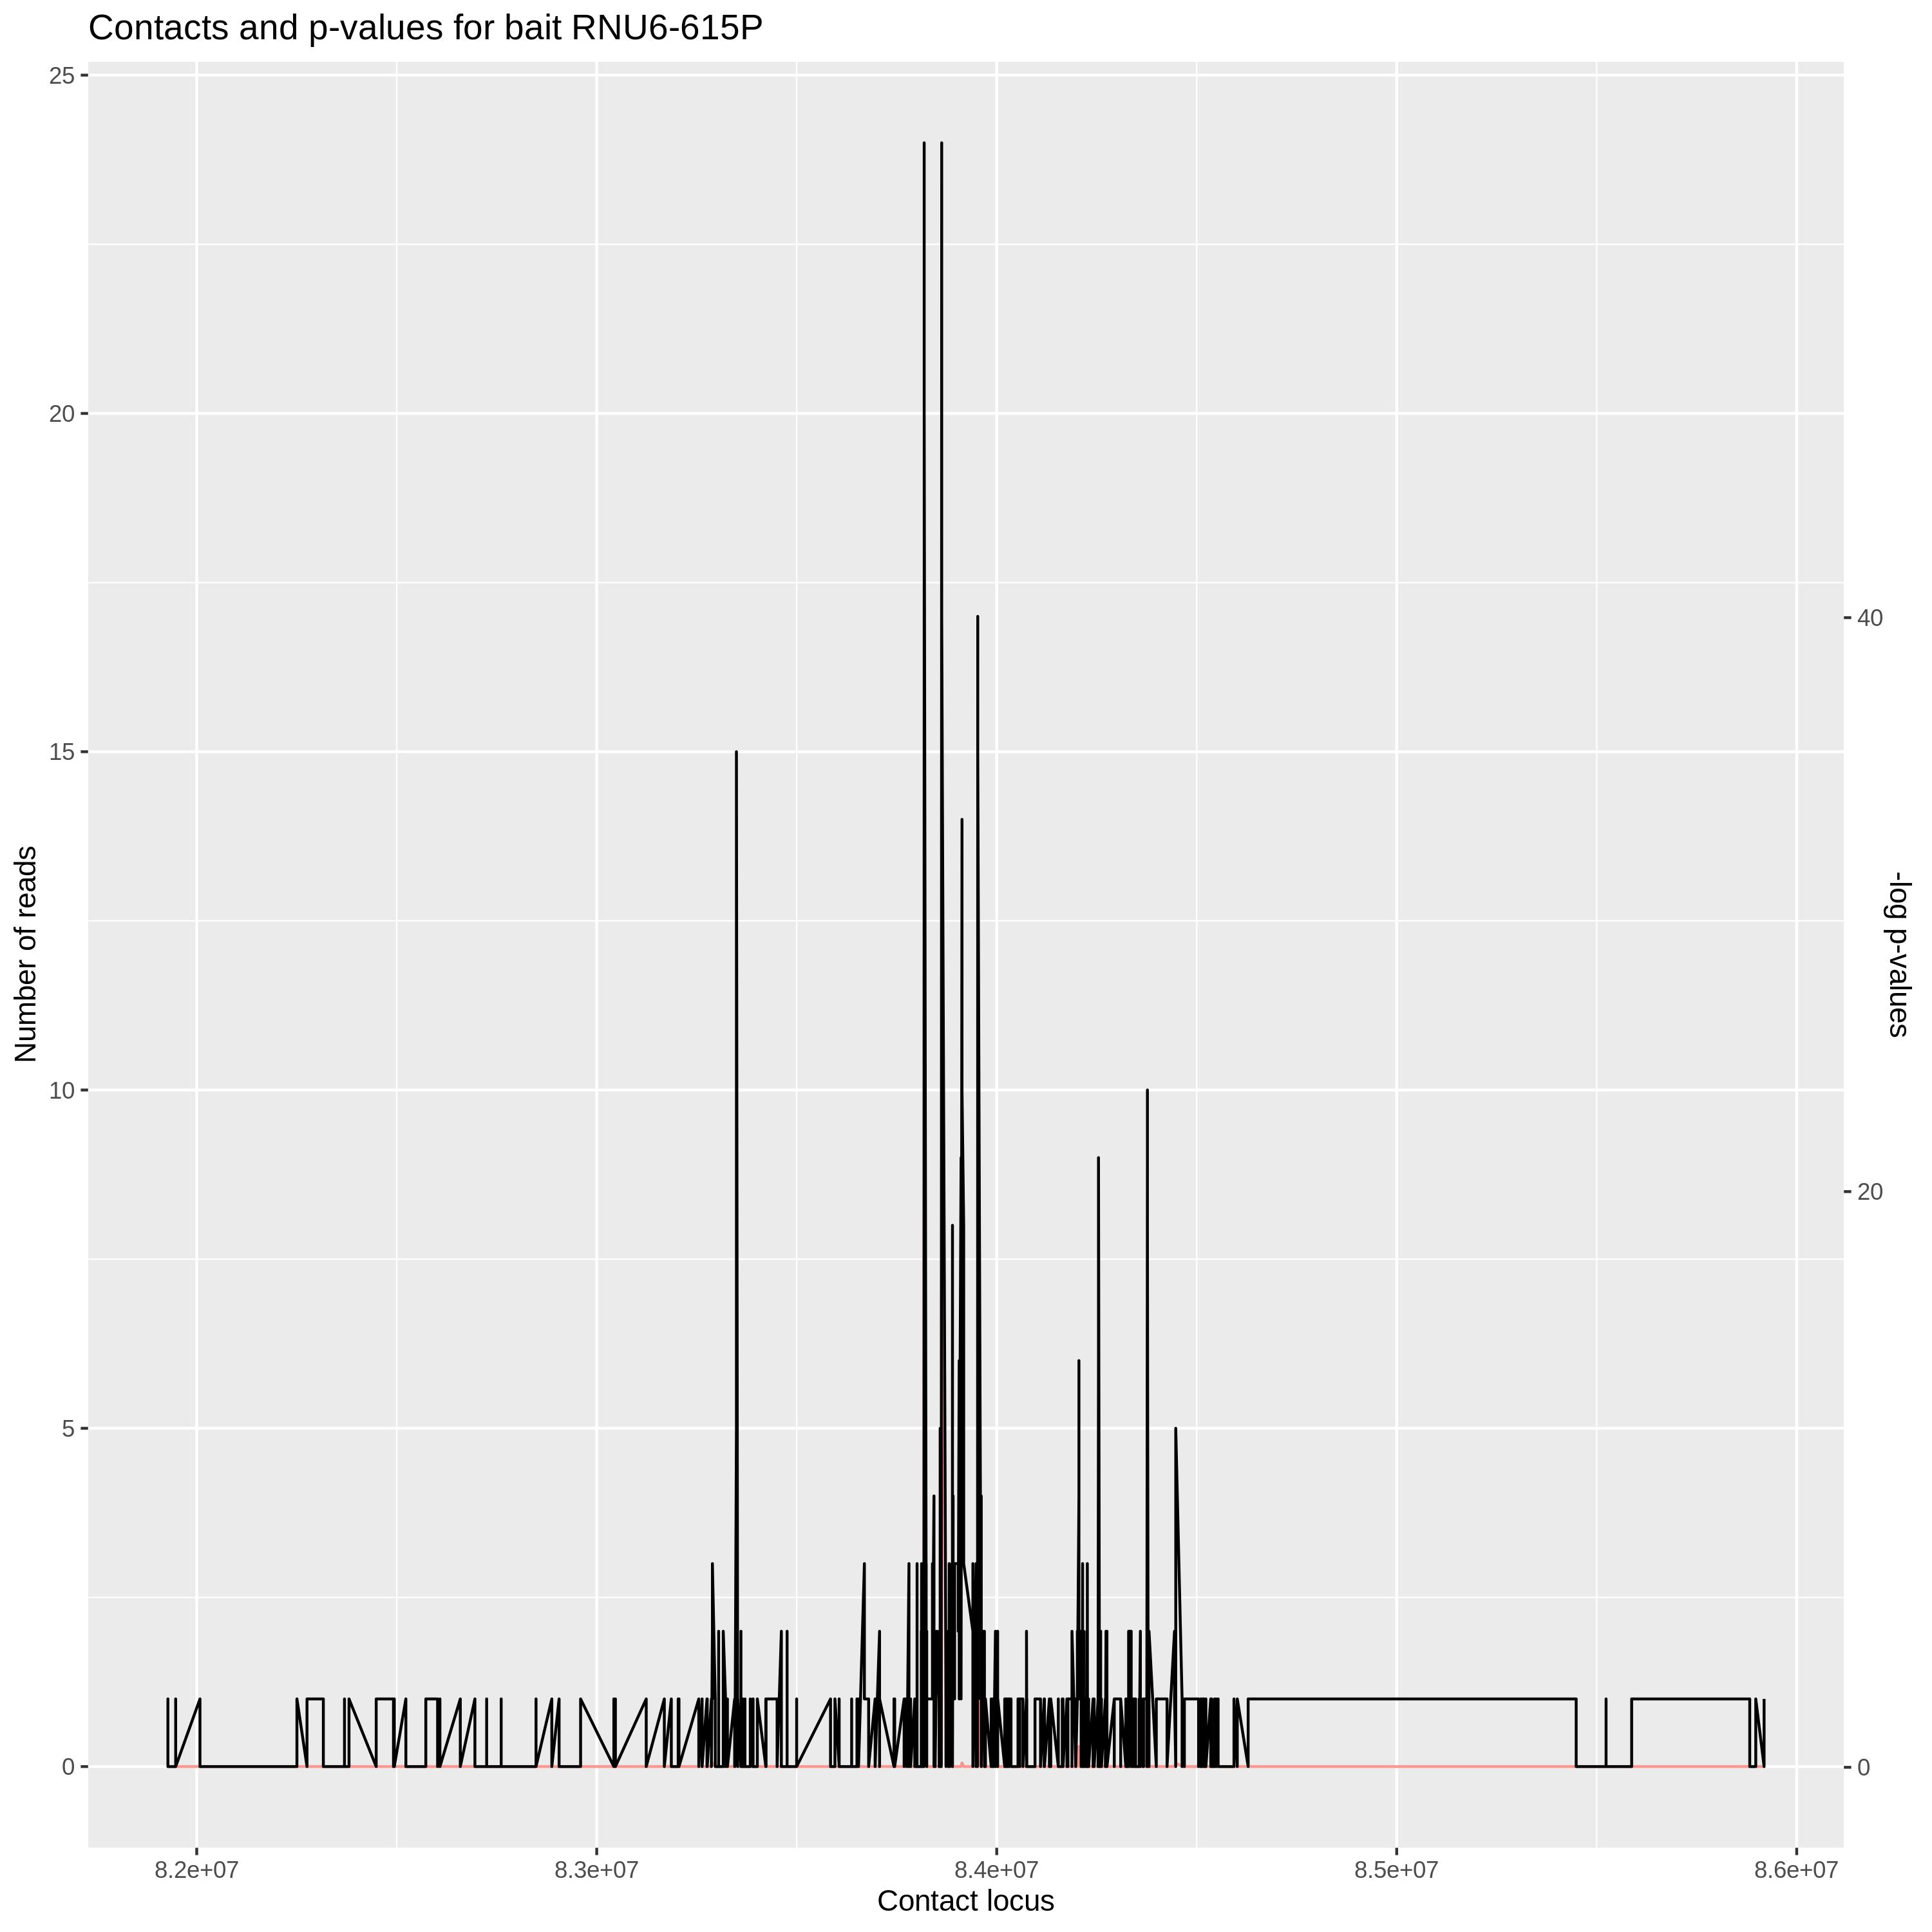 Contacts and p-values for bait RNU6-615P
25
20
15
10
5
0
Number of reads
40
20
0
-log p-values
8.2e+07
8.3e+07
8.4e+07
8.5e+07
8.6e+07
Contact locus